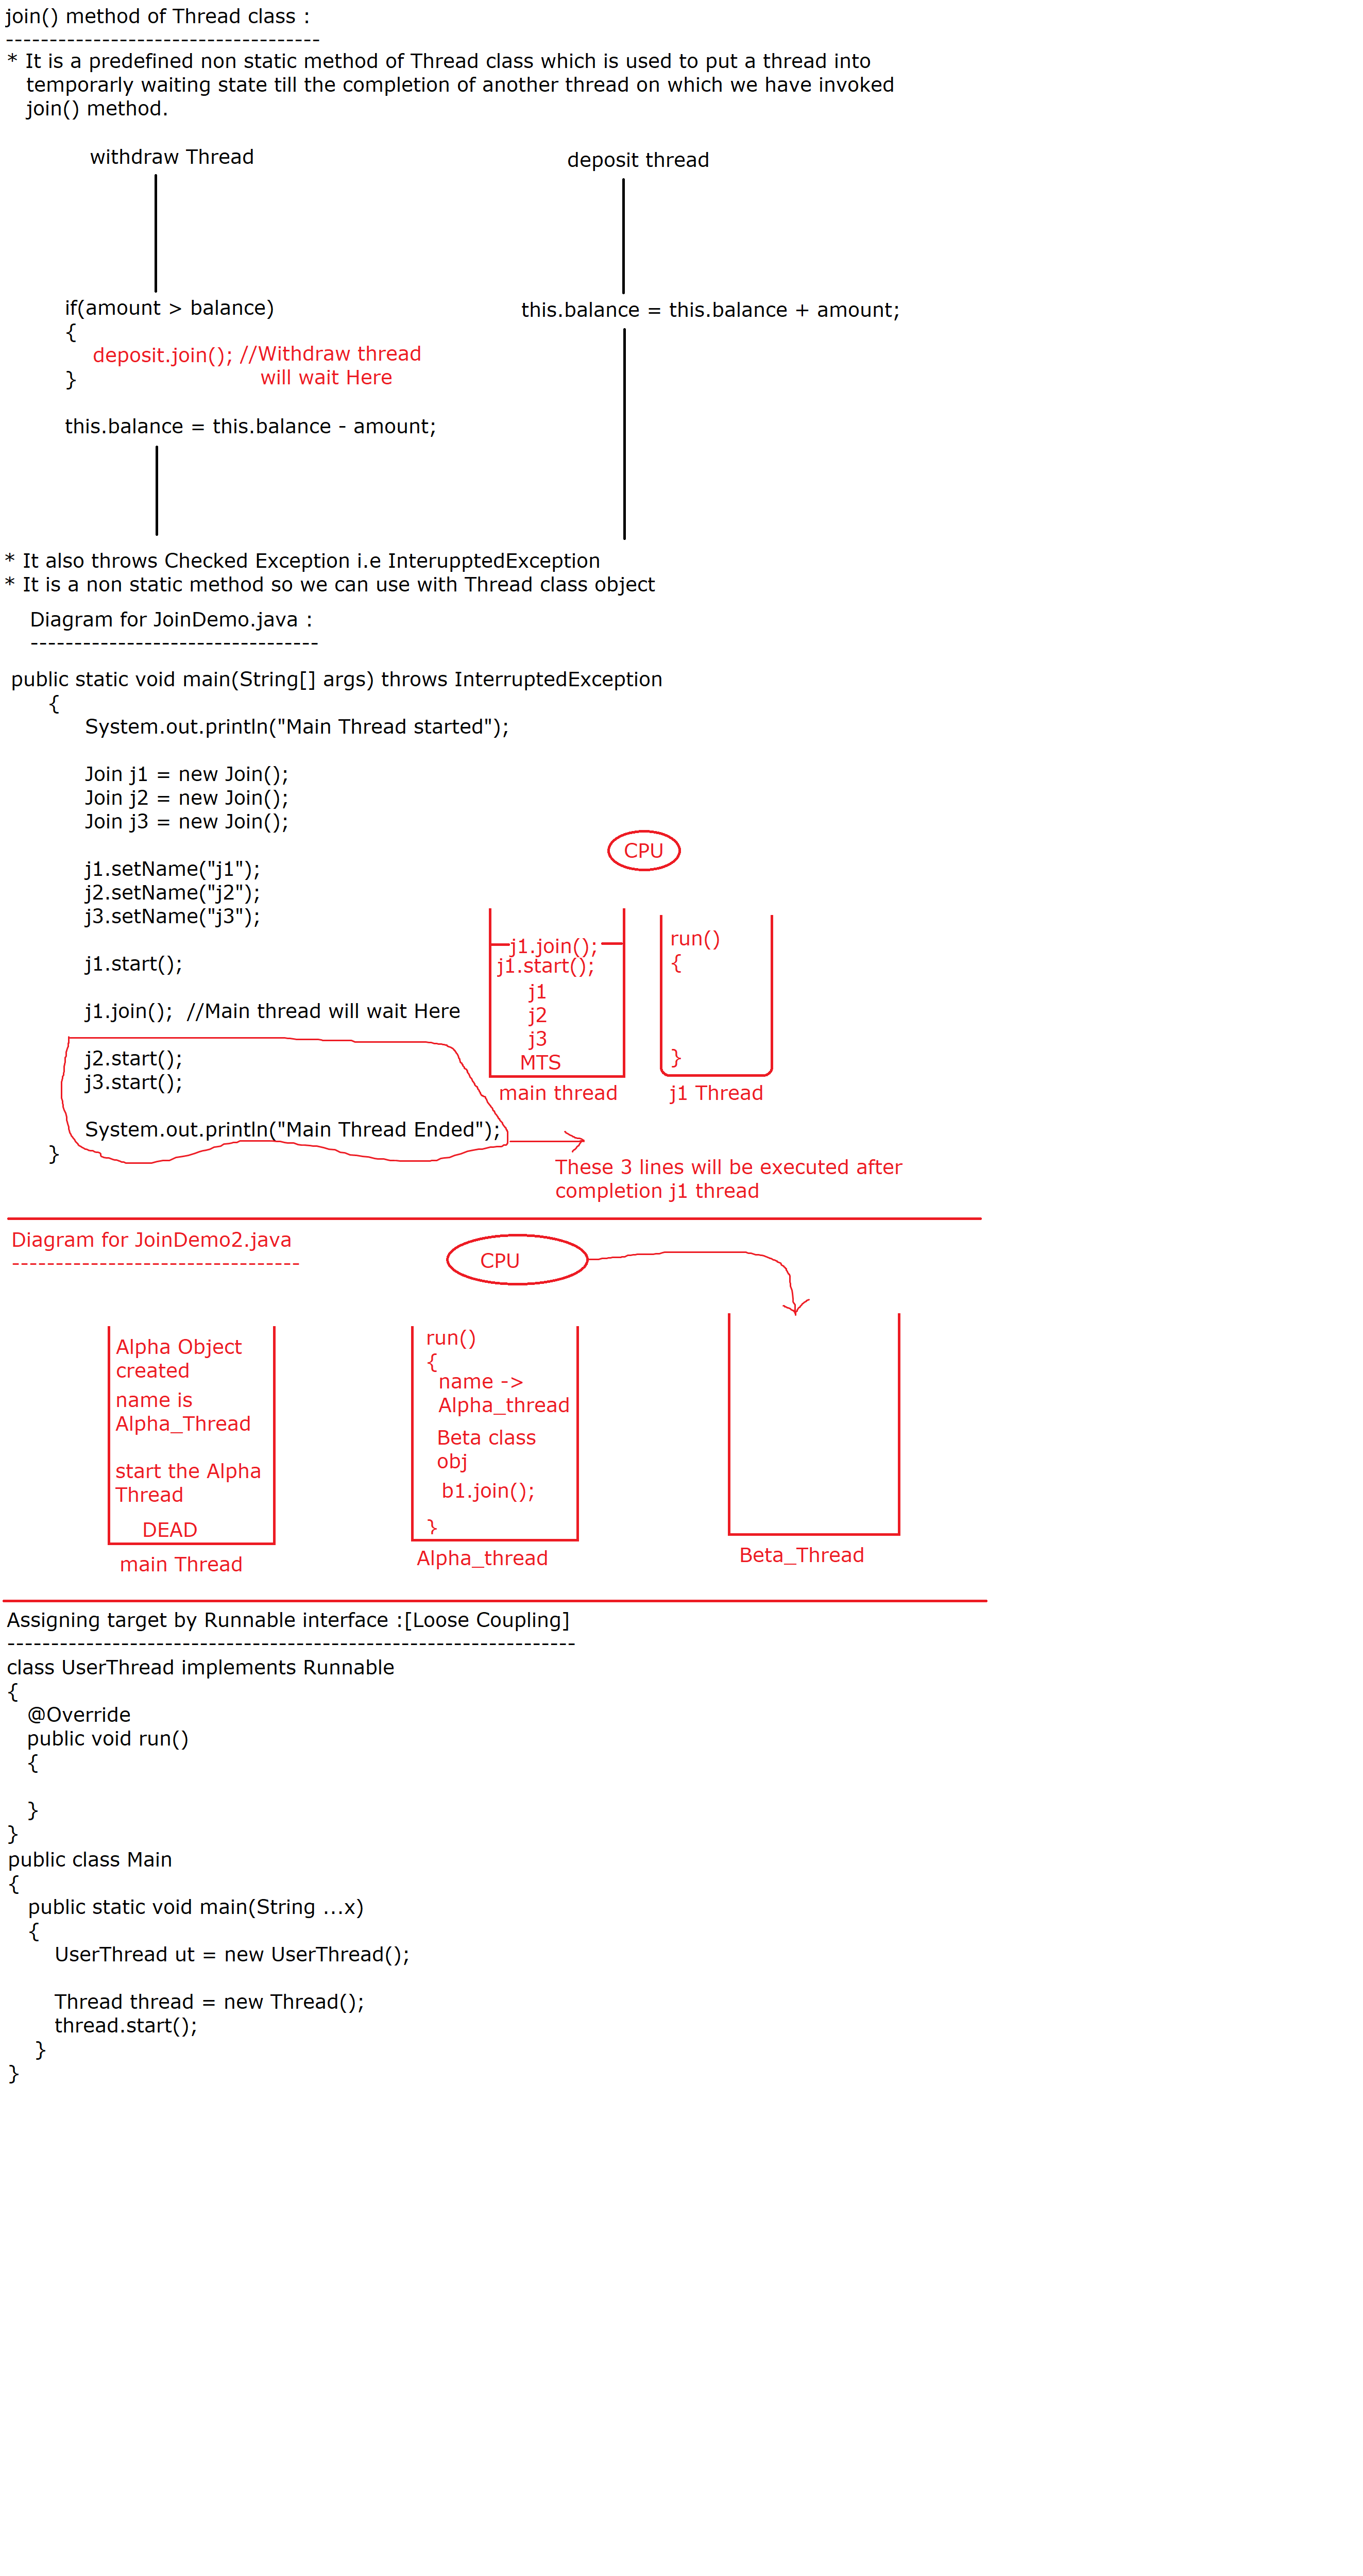 join() method of Thread class :
------------------------------------
* It is a predefined non static method of Thread class which is used to put a thread into
temporarly waiting state till the completion of another thread on which we have invoked
join() method.
withdraw Thread
deposit thread
if(amount > balance)
{
deposit.join(); //Withdraw thread
will wait Here
}
this.balance = this.balance - amount;
this.balance = this.balance + amount;
* It also throws Checked Exception i.e InterupptedException
* It is a non static method so we can use with Thread class object
Diagram for JoinDemo.java :
---------------------------------
public static void main(String[] args) throws InterruptedException
{
System.out.println("Main Thread started");
Join j1 = new Join();
Join j2 = new Join();
Join j3 = new Join();
j1.setName("j1");
j2.setName("j2");
j3.setName("j3");
j1.start();
j1.join();  //Main thread will wait Here
j2.start();
j3.start();
System.out.println("Main Thread Ended");
}
CPU
j1.join();
j1.start();
j1
j2
j3
MTS
main thread
run()
{
}
j1 Thread
These 3 lines will be executed after
completion j1 thread
Diagram for JoinDemo2.java
---------------------------------
CPU
Alpha Object
created
name is
Alpha_Thread
start the Alpha
Thread
DEAD
main Thread
run()
{
name ->
Alpha_thread
Beta class
obj
b1.join();
}
Alpha_thread
Beta_Thread
Assigning target by Runnable interface :[Loose Coupling]
-----------------------------------------------------------------
class UserThread implements Runnable
{
@Override
public void run()
{
}
}
public class Main
{
public static void main(String ...x)
{
UserThread ut = new UserThread();
Thread thread = new Thread();
thread.start();
}
}